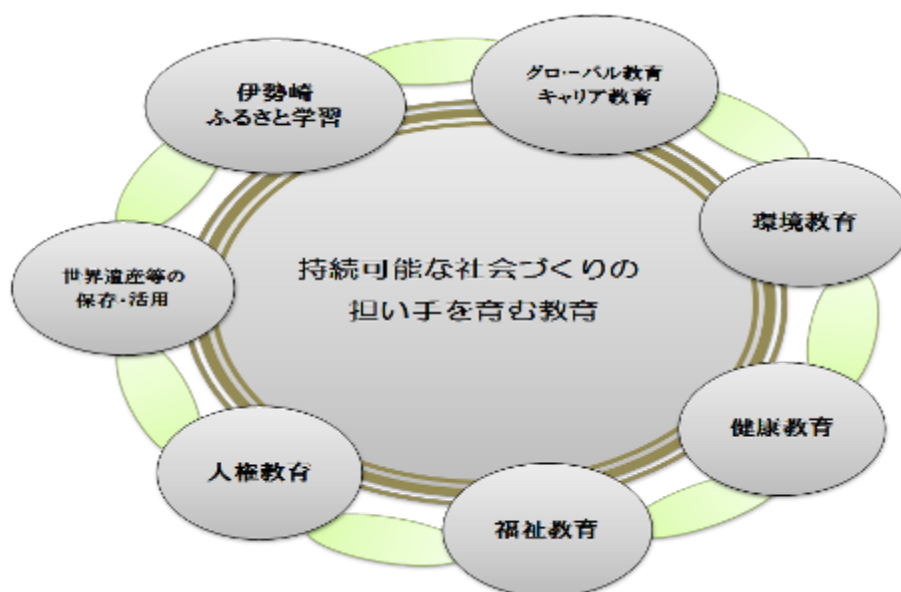 伊勢崎
ふるさと学習
グローバル教育
キャリア教育
環境教育
世界遺産等の
保存・活用
持続可能な社会づくりの
担い手を育む教育
健康教育
人権教育
福祉教育